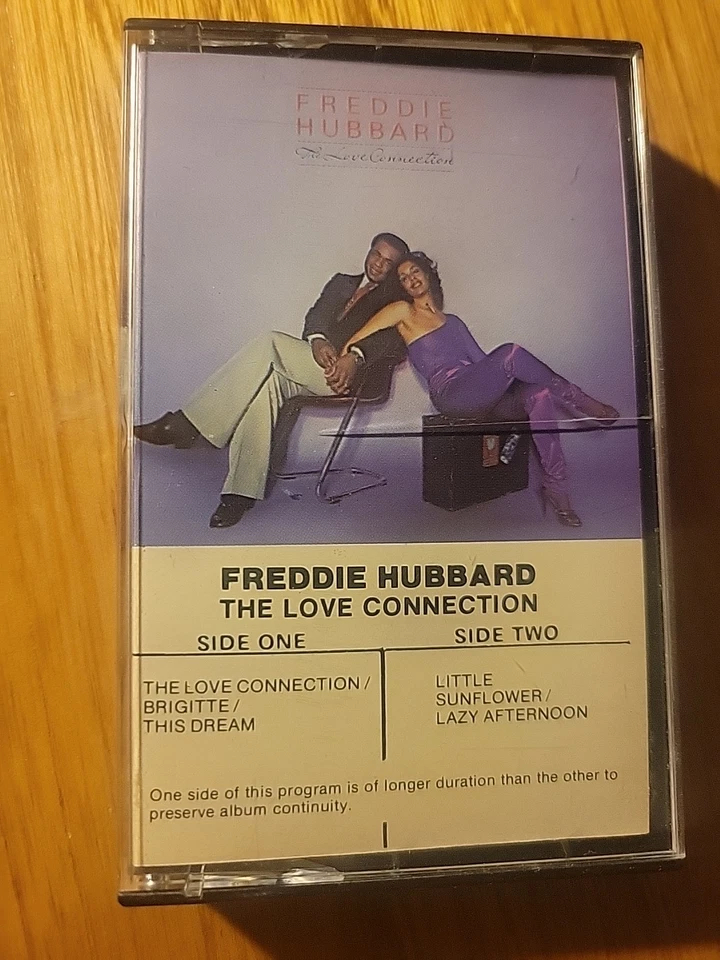 FREDDIE
HUBBARD
The Love Connection
FREDDIE HUBBARD
THE LOVE CONNECTION
SIDE ONE
THE LOVE CONNECTION/
BRIGITTE/
THIS DREAM
SIDE TWO
LITTLE
SUNFLOWER/
LAZY AFTERNOON
One side of this program is of longer duration than the other to
preserve album continuity.